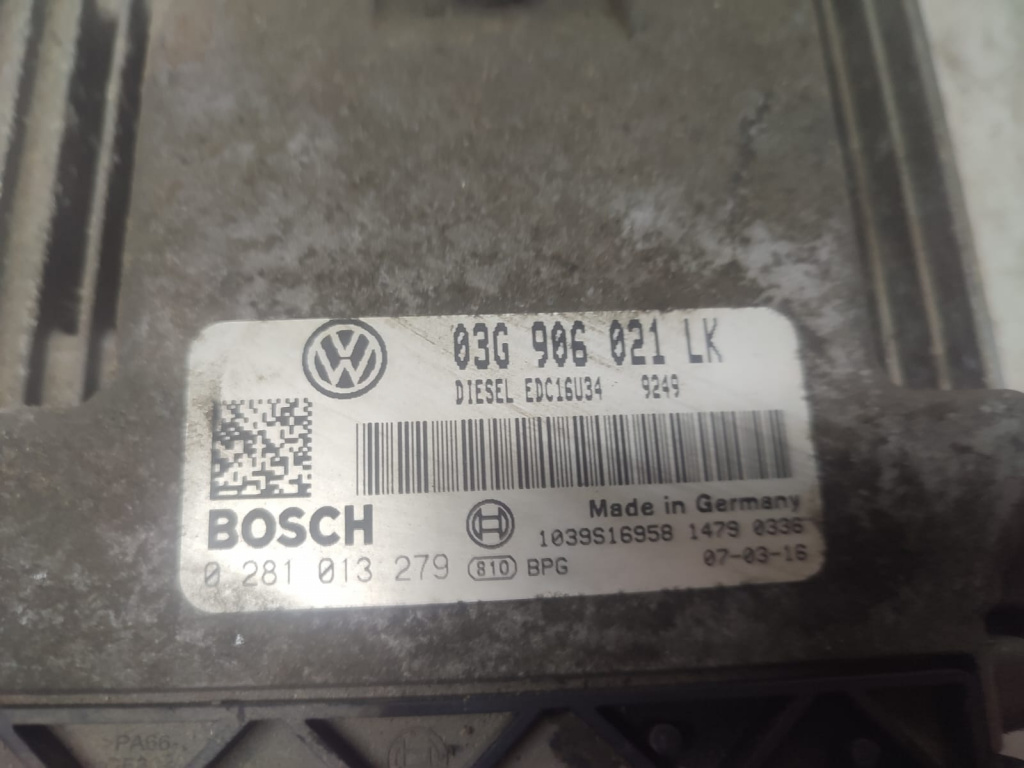 03G 906 021 LK
DIESEL EDC16U34 9249
BOSCH
Made in Germany
1039S16958 1479 0336
0 281 013 279 810 BPG
07-03-16
>PA66-